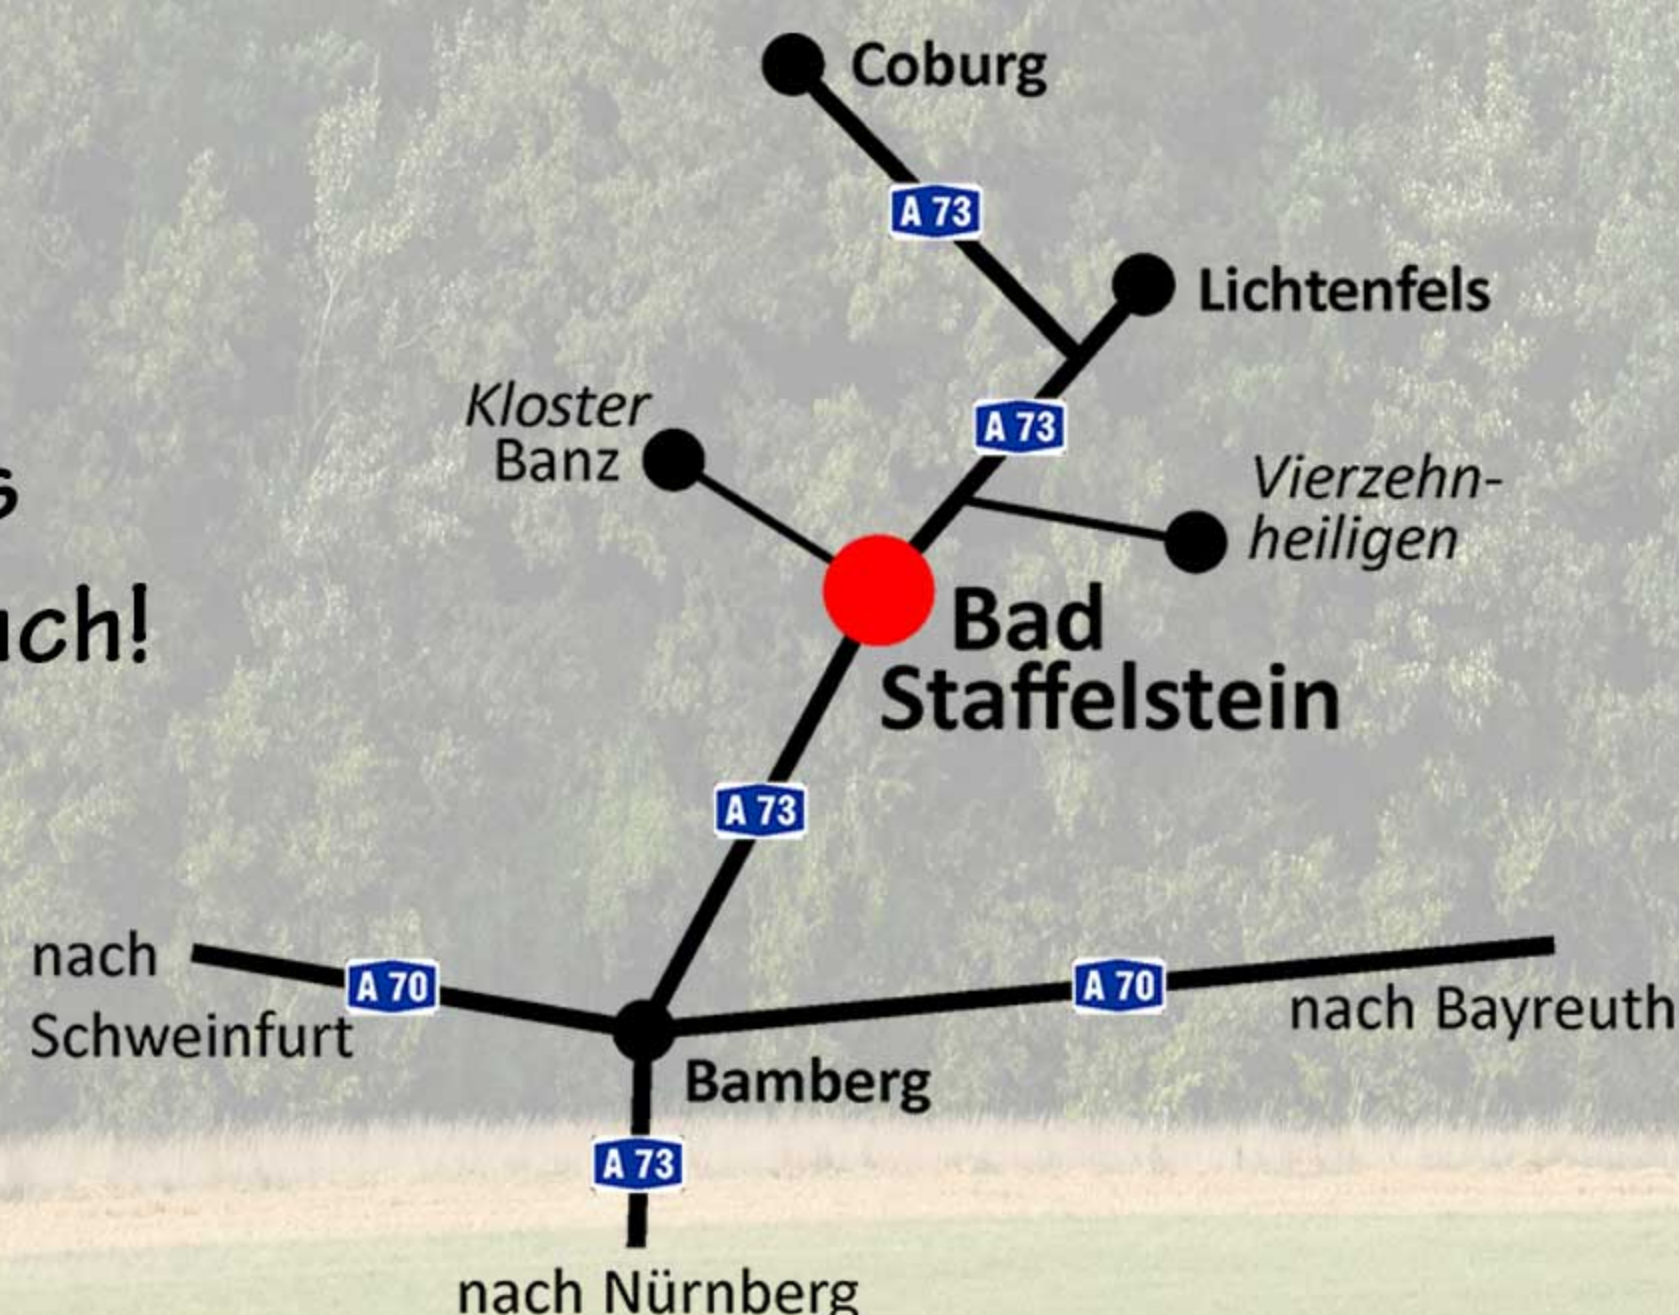 Coburg
A 73
Lichtenfels
Kloster
Banz
A 73
Vierzehn-
heiligen
Bad
Staffelstein
A 73
nach
Schweinfurt
A 70
A 70
nach Bayreuth
Bamberg
A 73
nach Nürnberg